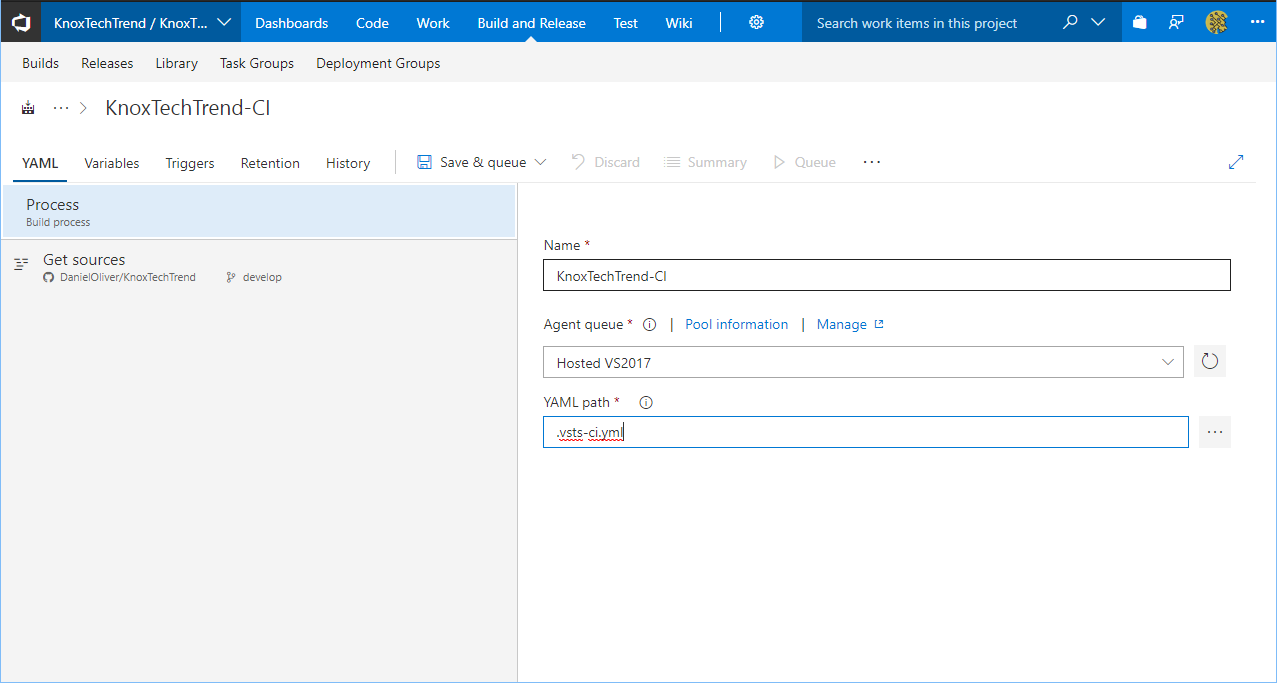 KnoxTechTrend / KnoxT... Dashboards Code Work Build and Release Test Wiki Search work items in this project
Builds Releases Library Task Groups Deployment Groups
KnoxTechTrend-CI
YAML Variables Triggers Retention History Save & queue Discard Summary Queue
Process
Build process
Get sources
DanielOliver/KnoxTechTrend develop
Name *
KnoxTechTrend-CI
Agent queue * | Pool information | Manage
Hosted VS2017
YAML path *
.vsts-ci.yml